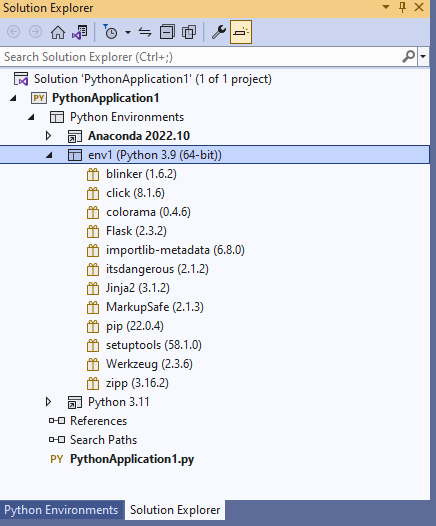 Solution Explorer
Search Solution Explorer (Ctrl+;)
Solution 'PythonApplication1' (1 of 1 project)
PY PythonApplication1
Python Environments
Anaconda 2022.10
env1 (Python 3.9 (64-bit))
blinker (1.6.2)
click (8.1.6)
colorama (0.4.6)
Flask (2.3.2)
importlib-metadata (6.8.0)
itsdangerous (2.1.2)
Jinja2 (3.1.2)
MarkupSafe (2.1.3)
pip (22.0.4)
setuptools (58.1.0)
Werkzeug (2.3.6)
zipp (3.16.2)
Python 3.11
References
Search Paths
PY PythonApplication1.py
Python Environments Solution Explorer